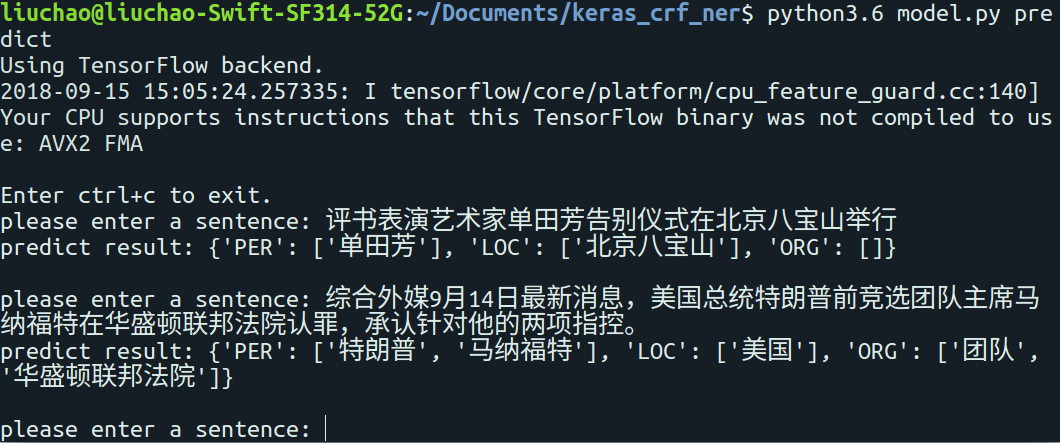 liuchao@liuchao-Swift-SF314-52G:~/Documents/keras_crf_ner$ python3.6 model.py pre
dict
Using TensorFlow backend.
2018-09-15 15:05:24.257335: I tensorflow/core/platform/cpu_feature_guard.cc:140]
Your CPU supports instructions that this TensorFlow binary was not compiled to us
e: AVX2 FMA
Enter ctrl+c to exit.
please enter a sentence: 评书表演艺术家单田芳告别仪式在北京八宝山举行
predict result: {'PER': ['单田芳'], 'LOC': ['北京八宝山'], 'ORG': []}
please enter a sentence: 综合外媒9月14日最新消息，美国总统特朗普前竞选团队主席马
纳福特在华盛顿联邦法院认罪，承认针对他的两项指控。
predict result: {'PER': ['特朗普', '马纳福特'], 'LOC': ['美国'], 'ORG': ['团队',
'华盛顿联邦法院']}
please enter a sentence: